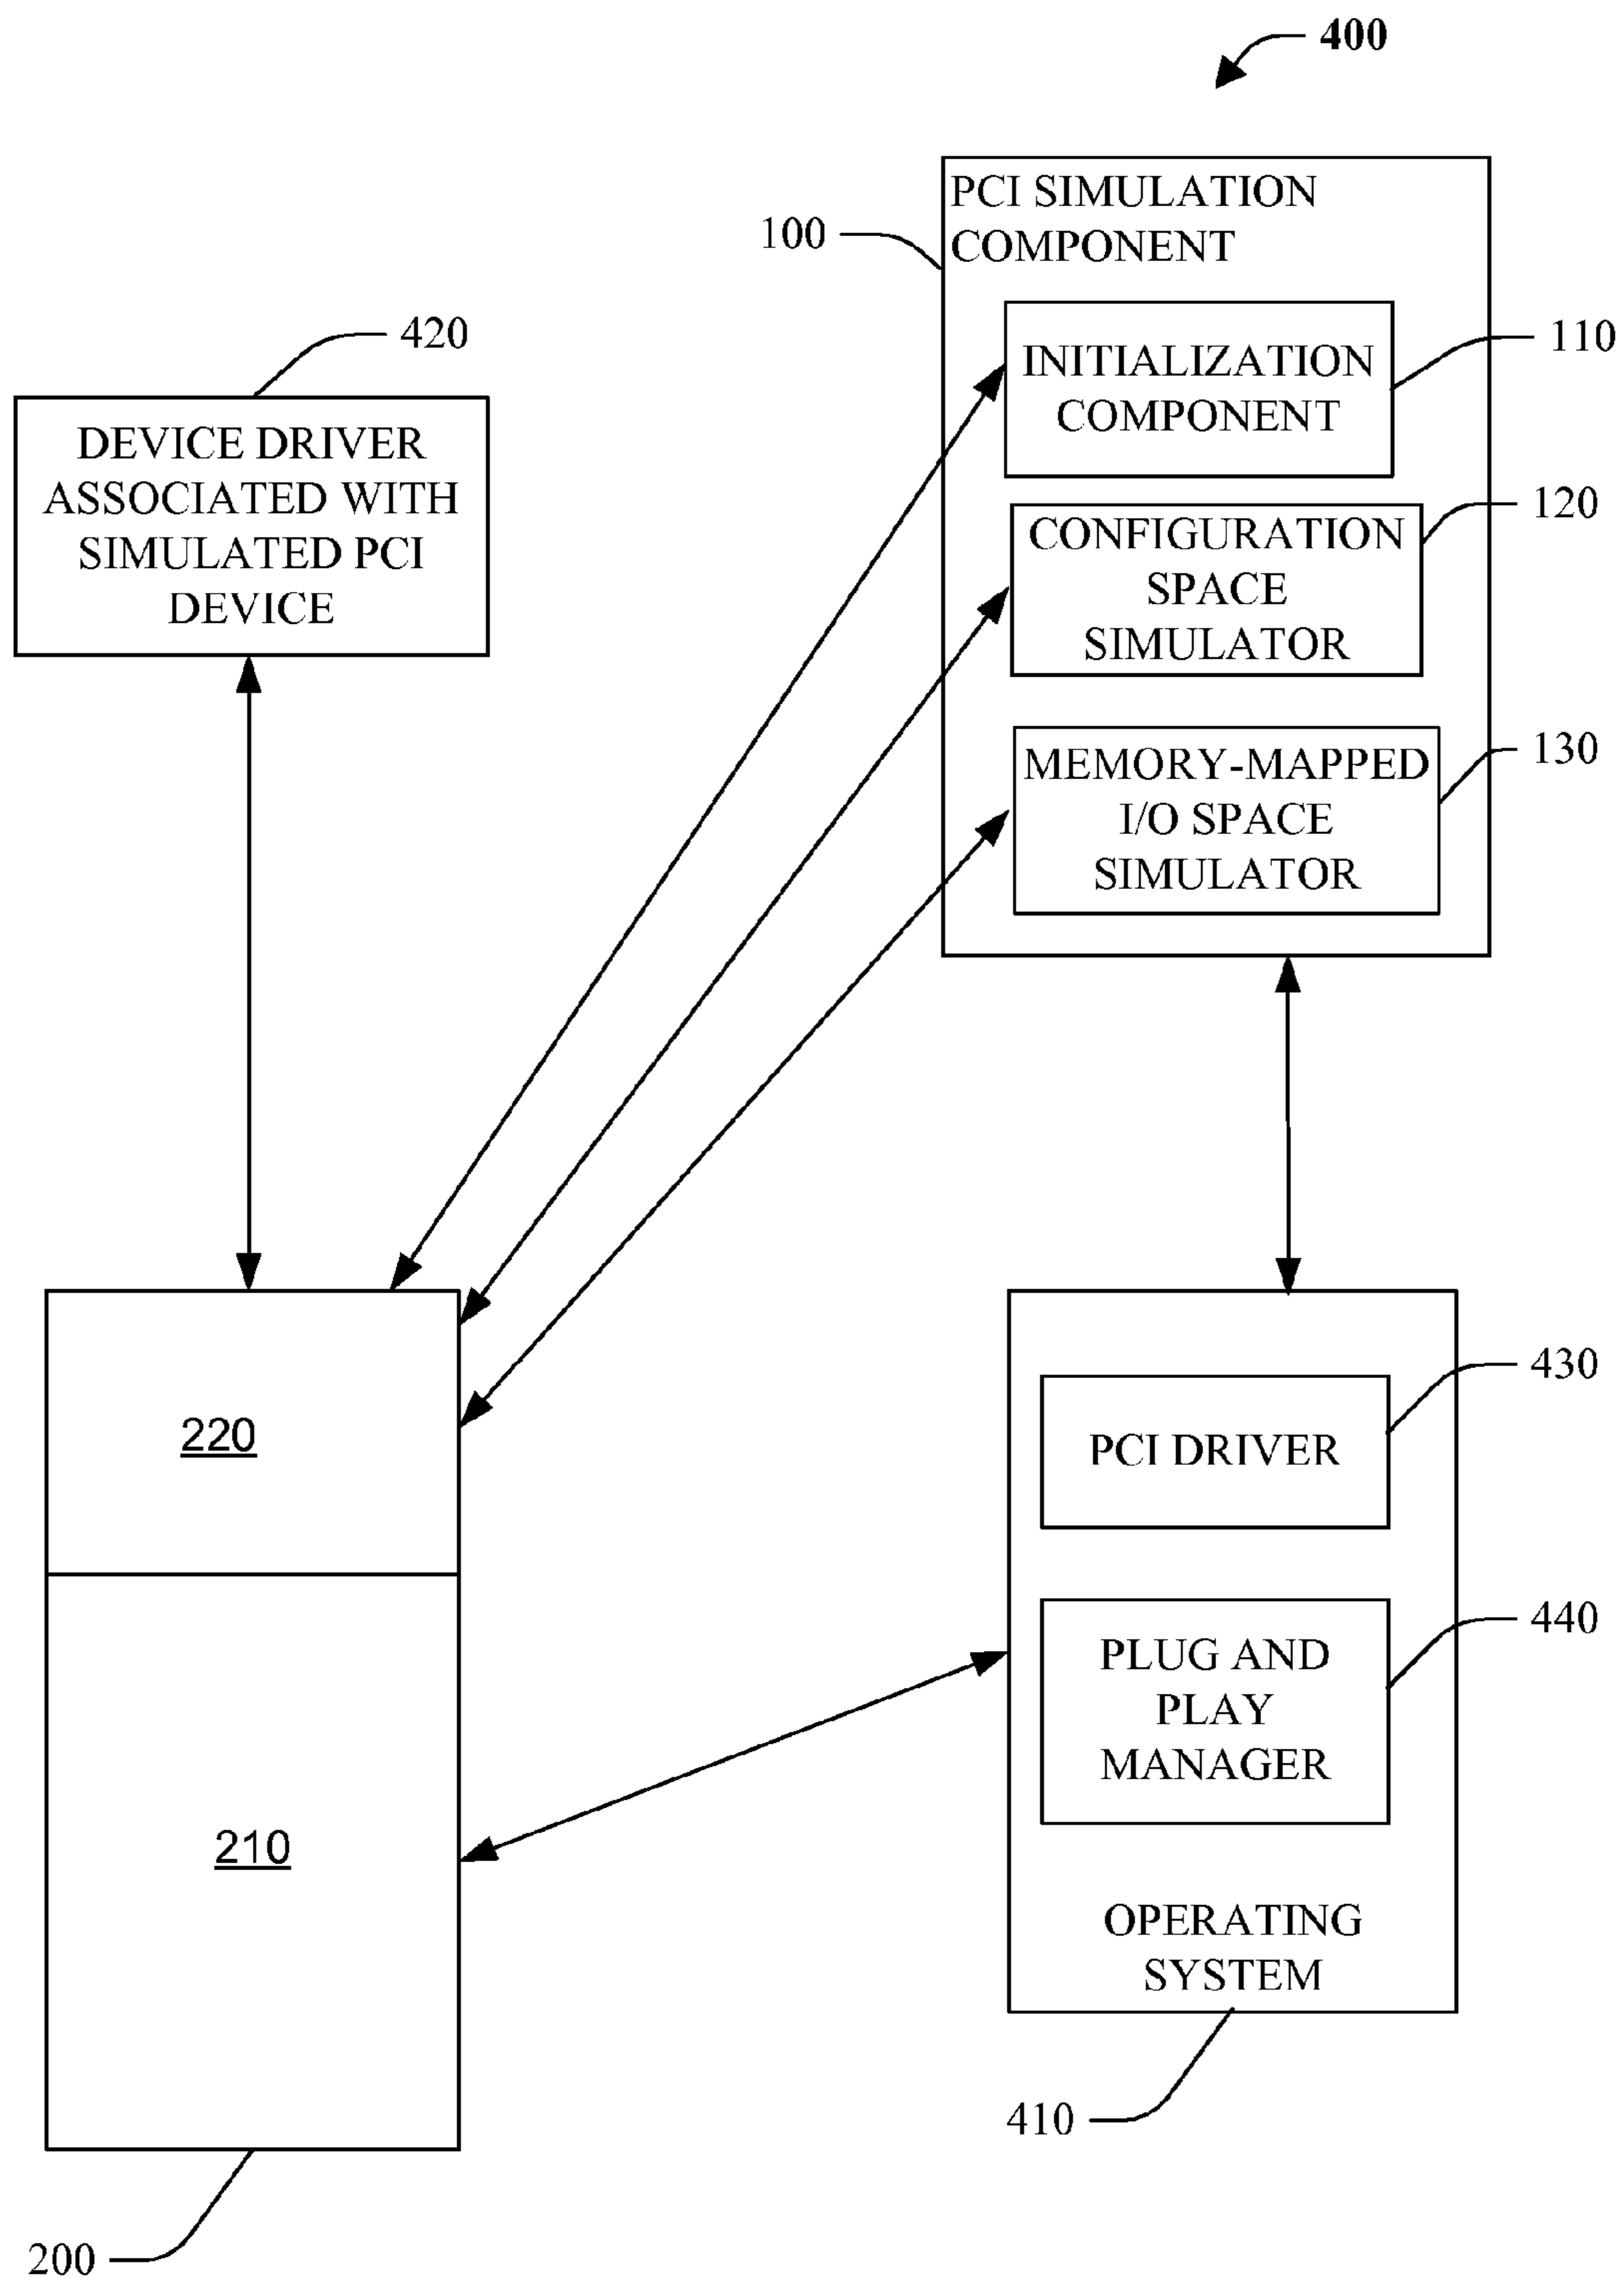 400
PCI SIMULATION
COMPONENT
100
INITIALIZATION
COMPONENT
110
420
DEVICE DRIVER
ASSOCIATED WITH
SIMULATED PCI
DEVICE
CONFIGURATION
SPACE
SIMULATOR
120
MEMORY-MAPPED
I/O SPACE
SIMULATOR
130
220
210
200
PCI DRIVER
430
PLUG AND
PLAY
MANAGER
440
OPERATING
SYSTEM
410